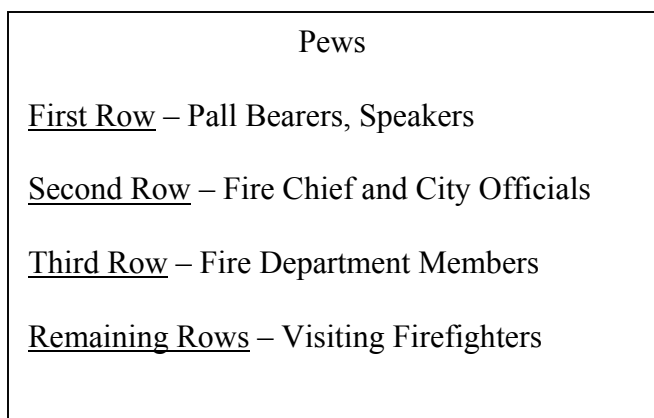 Pews
First Row – Pall Bearers, Speakers
Second Row – Fire Chief and City Officials
Third Row – Fire Department Members
Remaining Rows – Visiting Firefighters